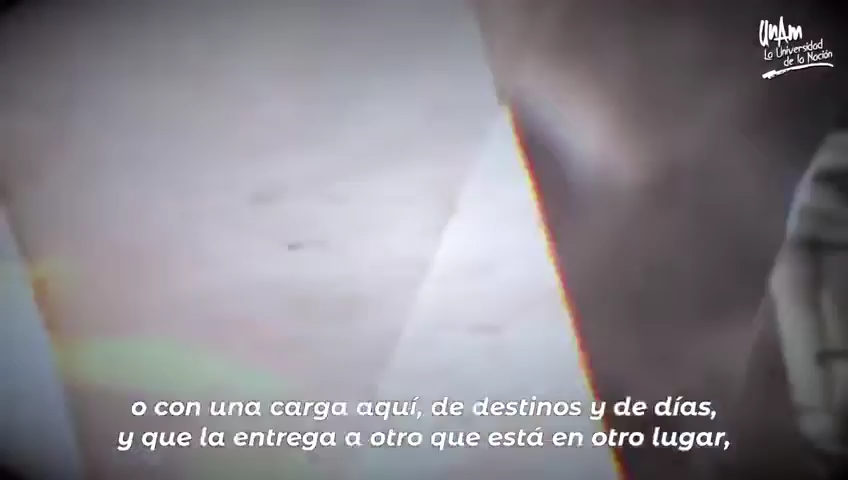 UnAm
La Universidad
de la Nación
o con una carga aquí, de destinos y de días,
y que la entrega a otro que está en otro lugar,